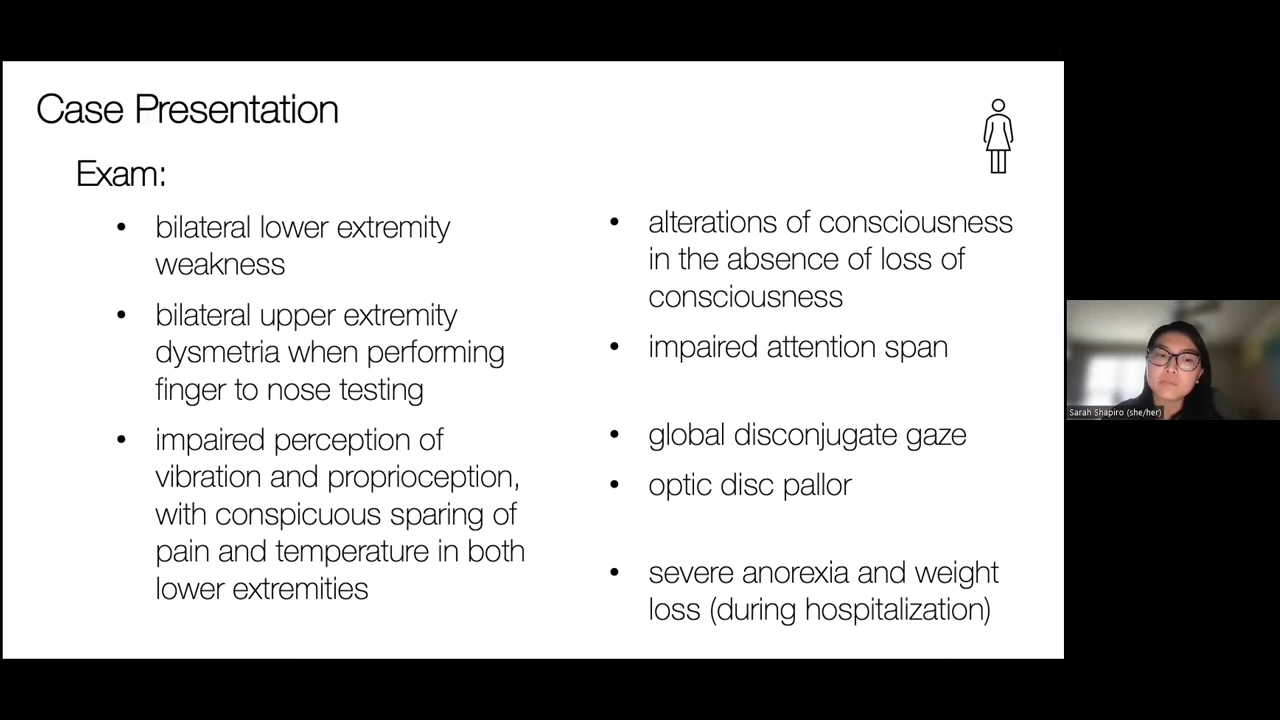 Case Presentation
Exam:
• bilateral lower extremity
weakness
• bilateral upper extremity
dysmetria when performing
finger to nose testing
• impaired perception of
vibration and proprioception,
with conspicuous sparing of
pain and temperature in both
lower extremities
• alterations of consciousness
in the absence of loss of
consciousness
• impaired attention span
• global disconjugate gaze
• optic disc pallor
• severe anorexia and weight
loss (during hospitalization)
Sarah Shapiro (she/her)